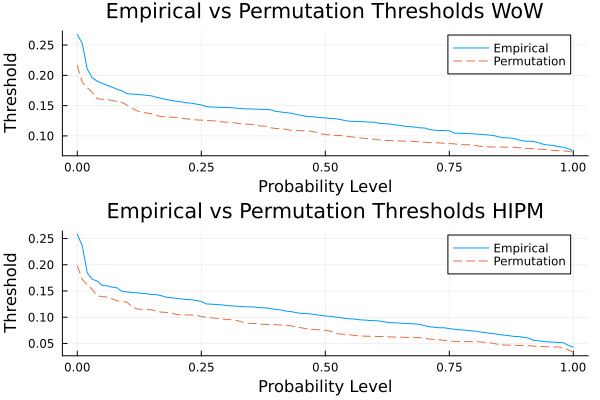 Empirical vs Permutation Thresholds WoW
Threshold
0.25
0.20
0.15
0.10
Empirical
Permutation
0.00 0.25 0.50 0.75 1.00
Probability Level
Empirical vs Permutation Thresholds HIPM
Threshold
0.25
0.20
0.15
0.10
0.05
Empirical
Permutation
0.00 0.25 0.50 0.75 1.00
Probability Level